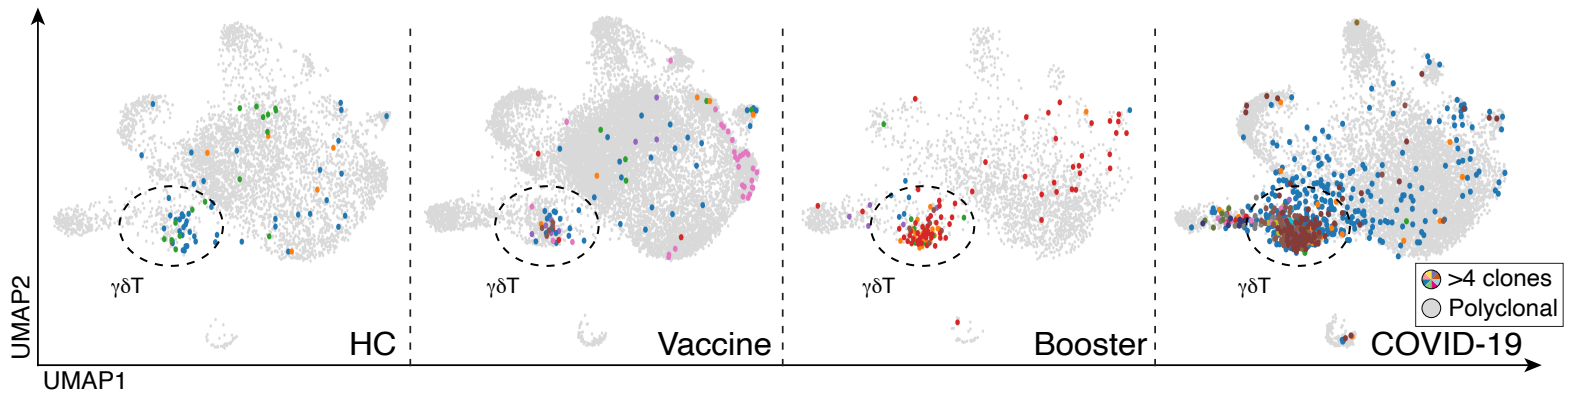 UMAP2
γδT
HC
γδT
Vaccine
γδT
Booster
γδT
>4 clones
Polyclonal
COVID-19
UMAP1